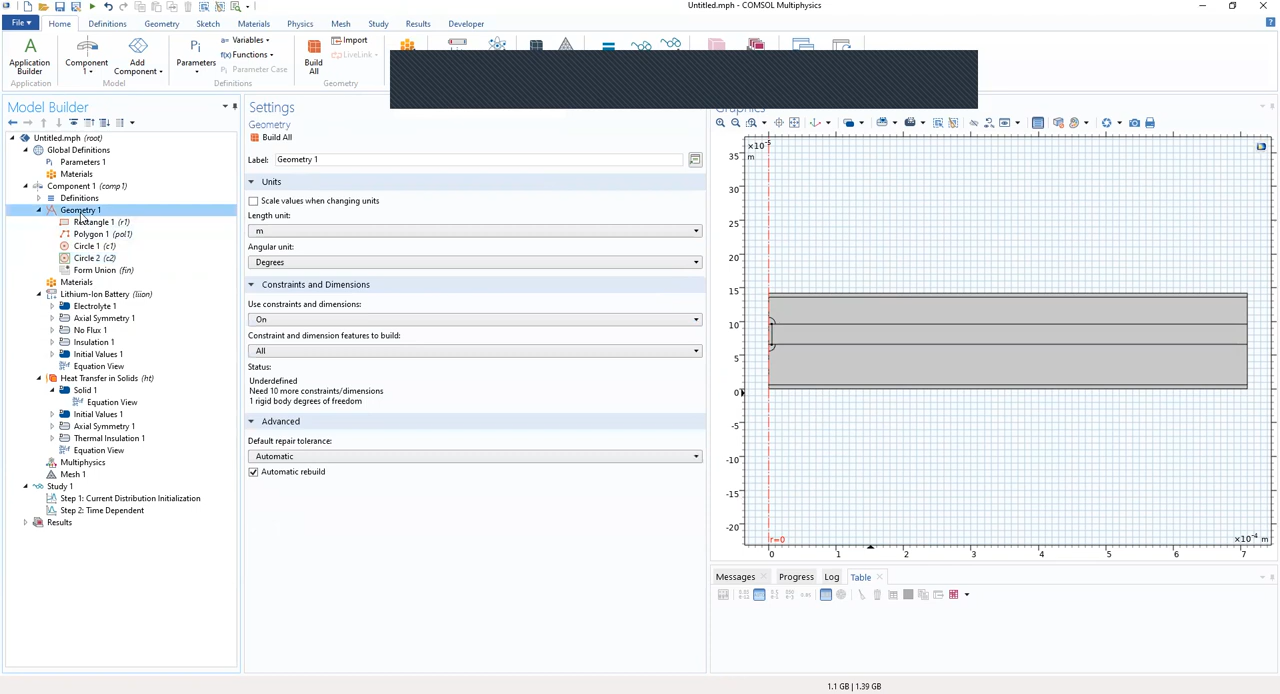 Untitled.mph - COMSOL Multiphysics
File Home Definitions Geometry Sketch Materials Physics Mesh Study Results Developer
Application Builder
Component 1
Add Component
Parameters
Variables
Functions
Parameter Case
Build All
Import
LiveLink
Application Model Definitions Geometry
Model Builder
Untitled.mph (root)
Global Definitions
Parameters 1
Materials
Component 1 (comp1)
Definitions
Geometry 1
Rectangle 1 (r1)
Polygon 1 (pol1)
Circle 1 (c1)
Circle 2 (c2)
Form Union (fin)
Materials
Lithium-Ion Battery (liion)
Electrolyte 1
Axial Symmetry 1
No Flux 1
Insulation 1
Initial Values 1
Equation View
Heat Transfer in Solids (ht)
Solid 1
Equation View
Initial Values 1
Axial Symmetry 1
Thermal Insulation 1
Equation View
Multiphysics
Mesh 1
Study 1
Step 1: Current Distribution Initialization
Step 2: Time Dependent
Results
Settings
Geometry
Build All
Label: Geometry 1
Units
Scale values when changing units
Length unit:
m
Angular unit:
Degrees
Constraints and Dimensions
Use constraints and dimensions:
On
Constraint and dimension features to build:
All
Status:
Underdefined
Need 10 more constraints/dimensions
1 rigid body degrees of freedom
Advanced
Default repair tolerance:
Automatic
Automatic rebuild
×10⁻⁵
m
35
30
25
20
15
10
5
0
-5
-10
-15
-20
r=0
×10⁻⁴ m
0 1 2 3 4 5 6 7
Messages Progress Log Table
1.1 GB | 1.39 GB